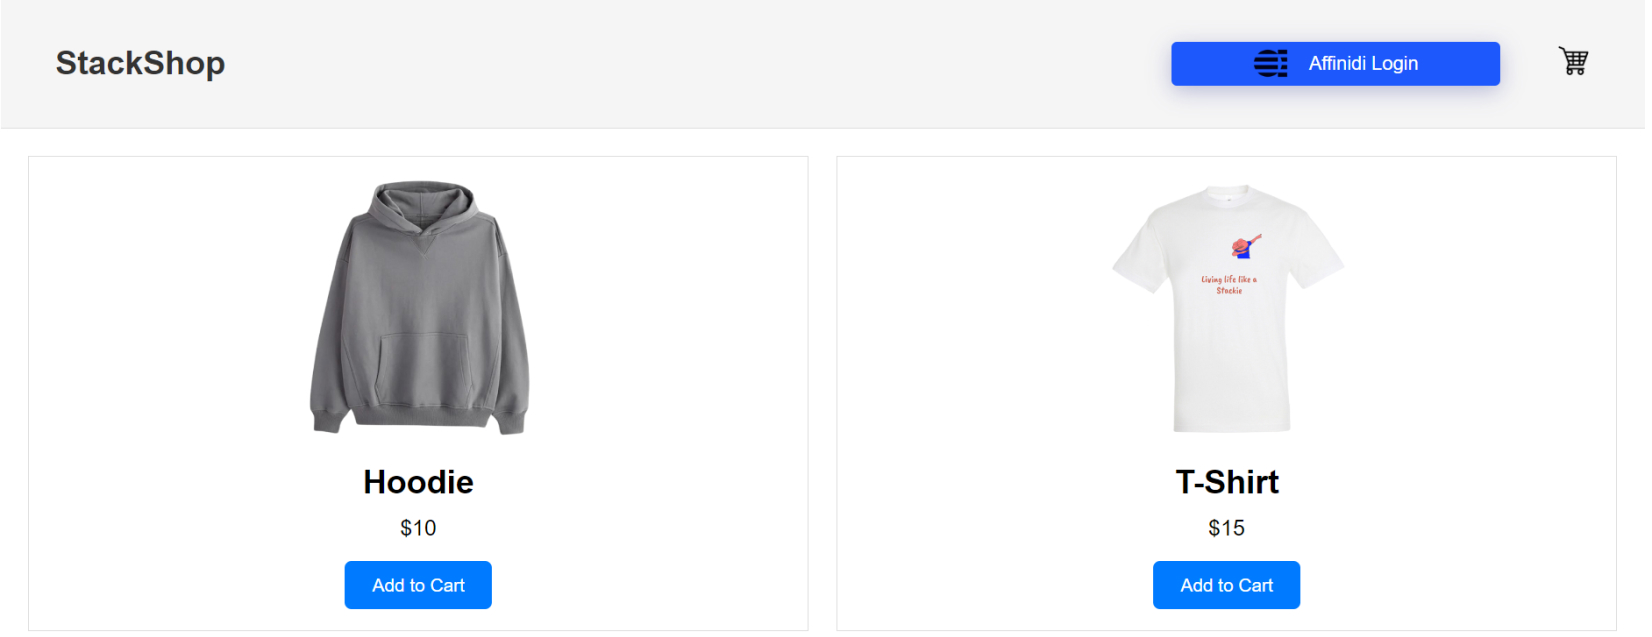 StackShop
Affinidi Login
Living life like a
Stackie
Hoodie
$10
Add to Cart
T-Shirt
$15
Add to Cart